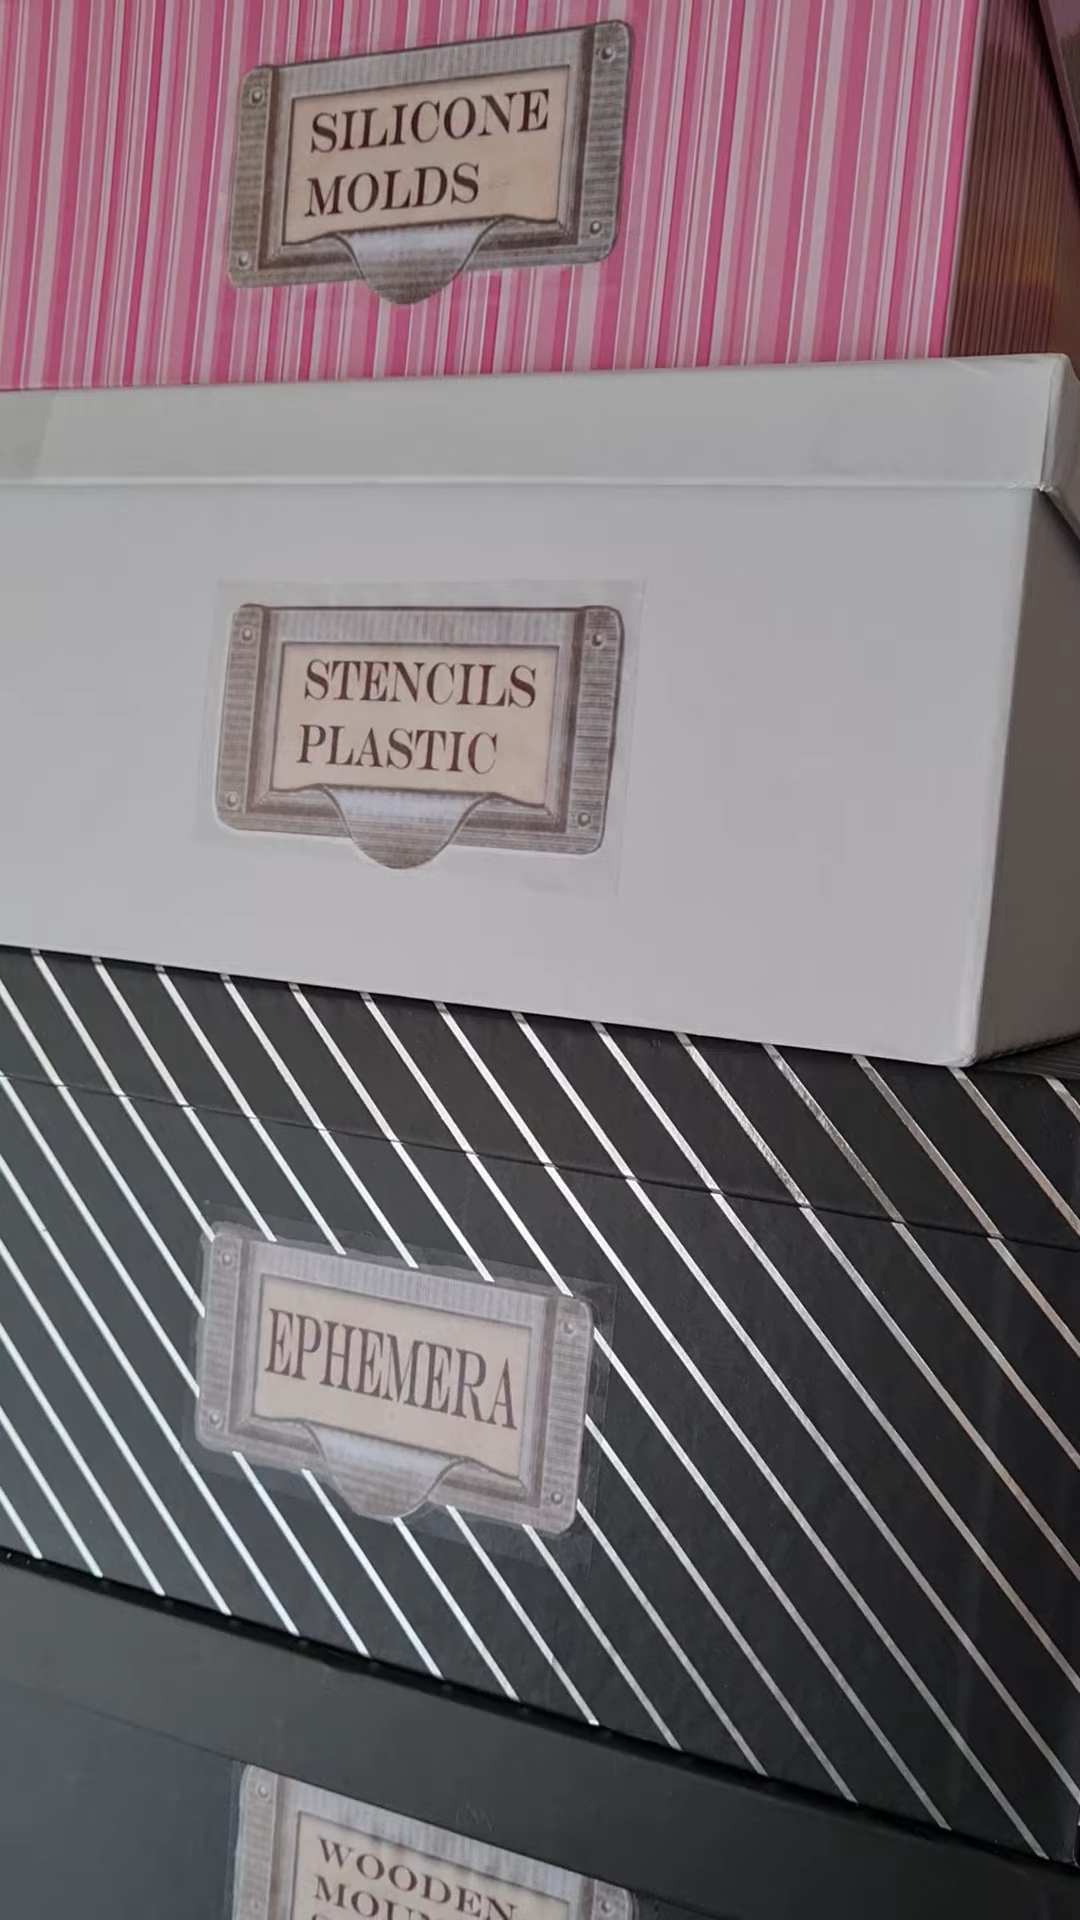 SILICONE
MOLDS
STENCILS
PLASTIC
EPHEMERA
WOODEN